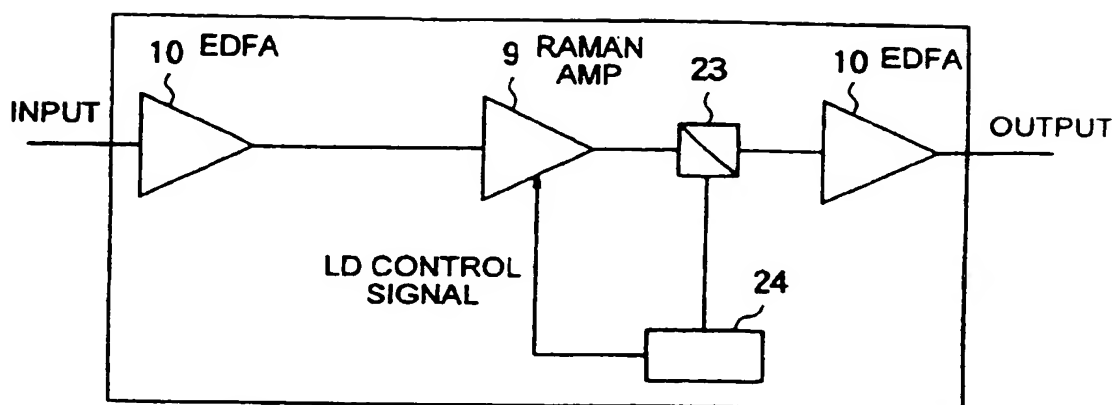 10 EDFA
9 RAMAN
AMP
23
10 EDFA
INPUT
OUTPUT
LD CONTROL
SIGNAL
24